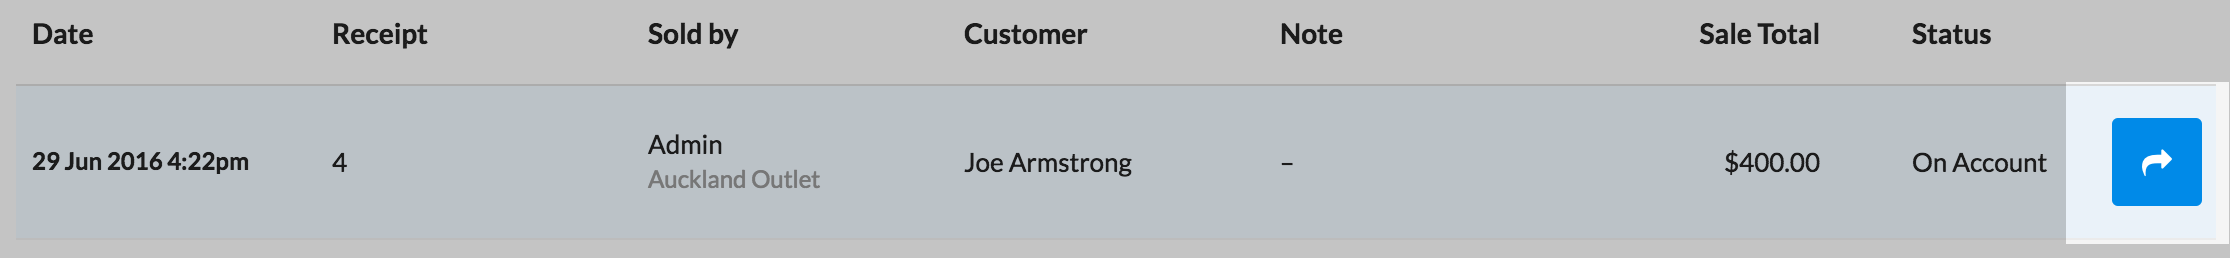 Date Receipt Sold by Customer Note Sale Total Status
29 Jun 2016 4:22pm 4 Admin Joe Armstrong – $400.00 On Account
Auckland Outlet